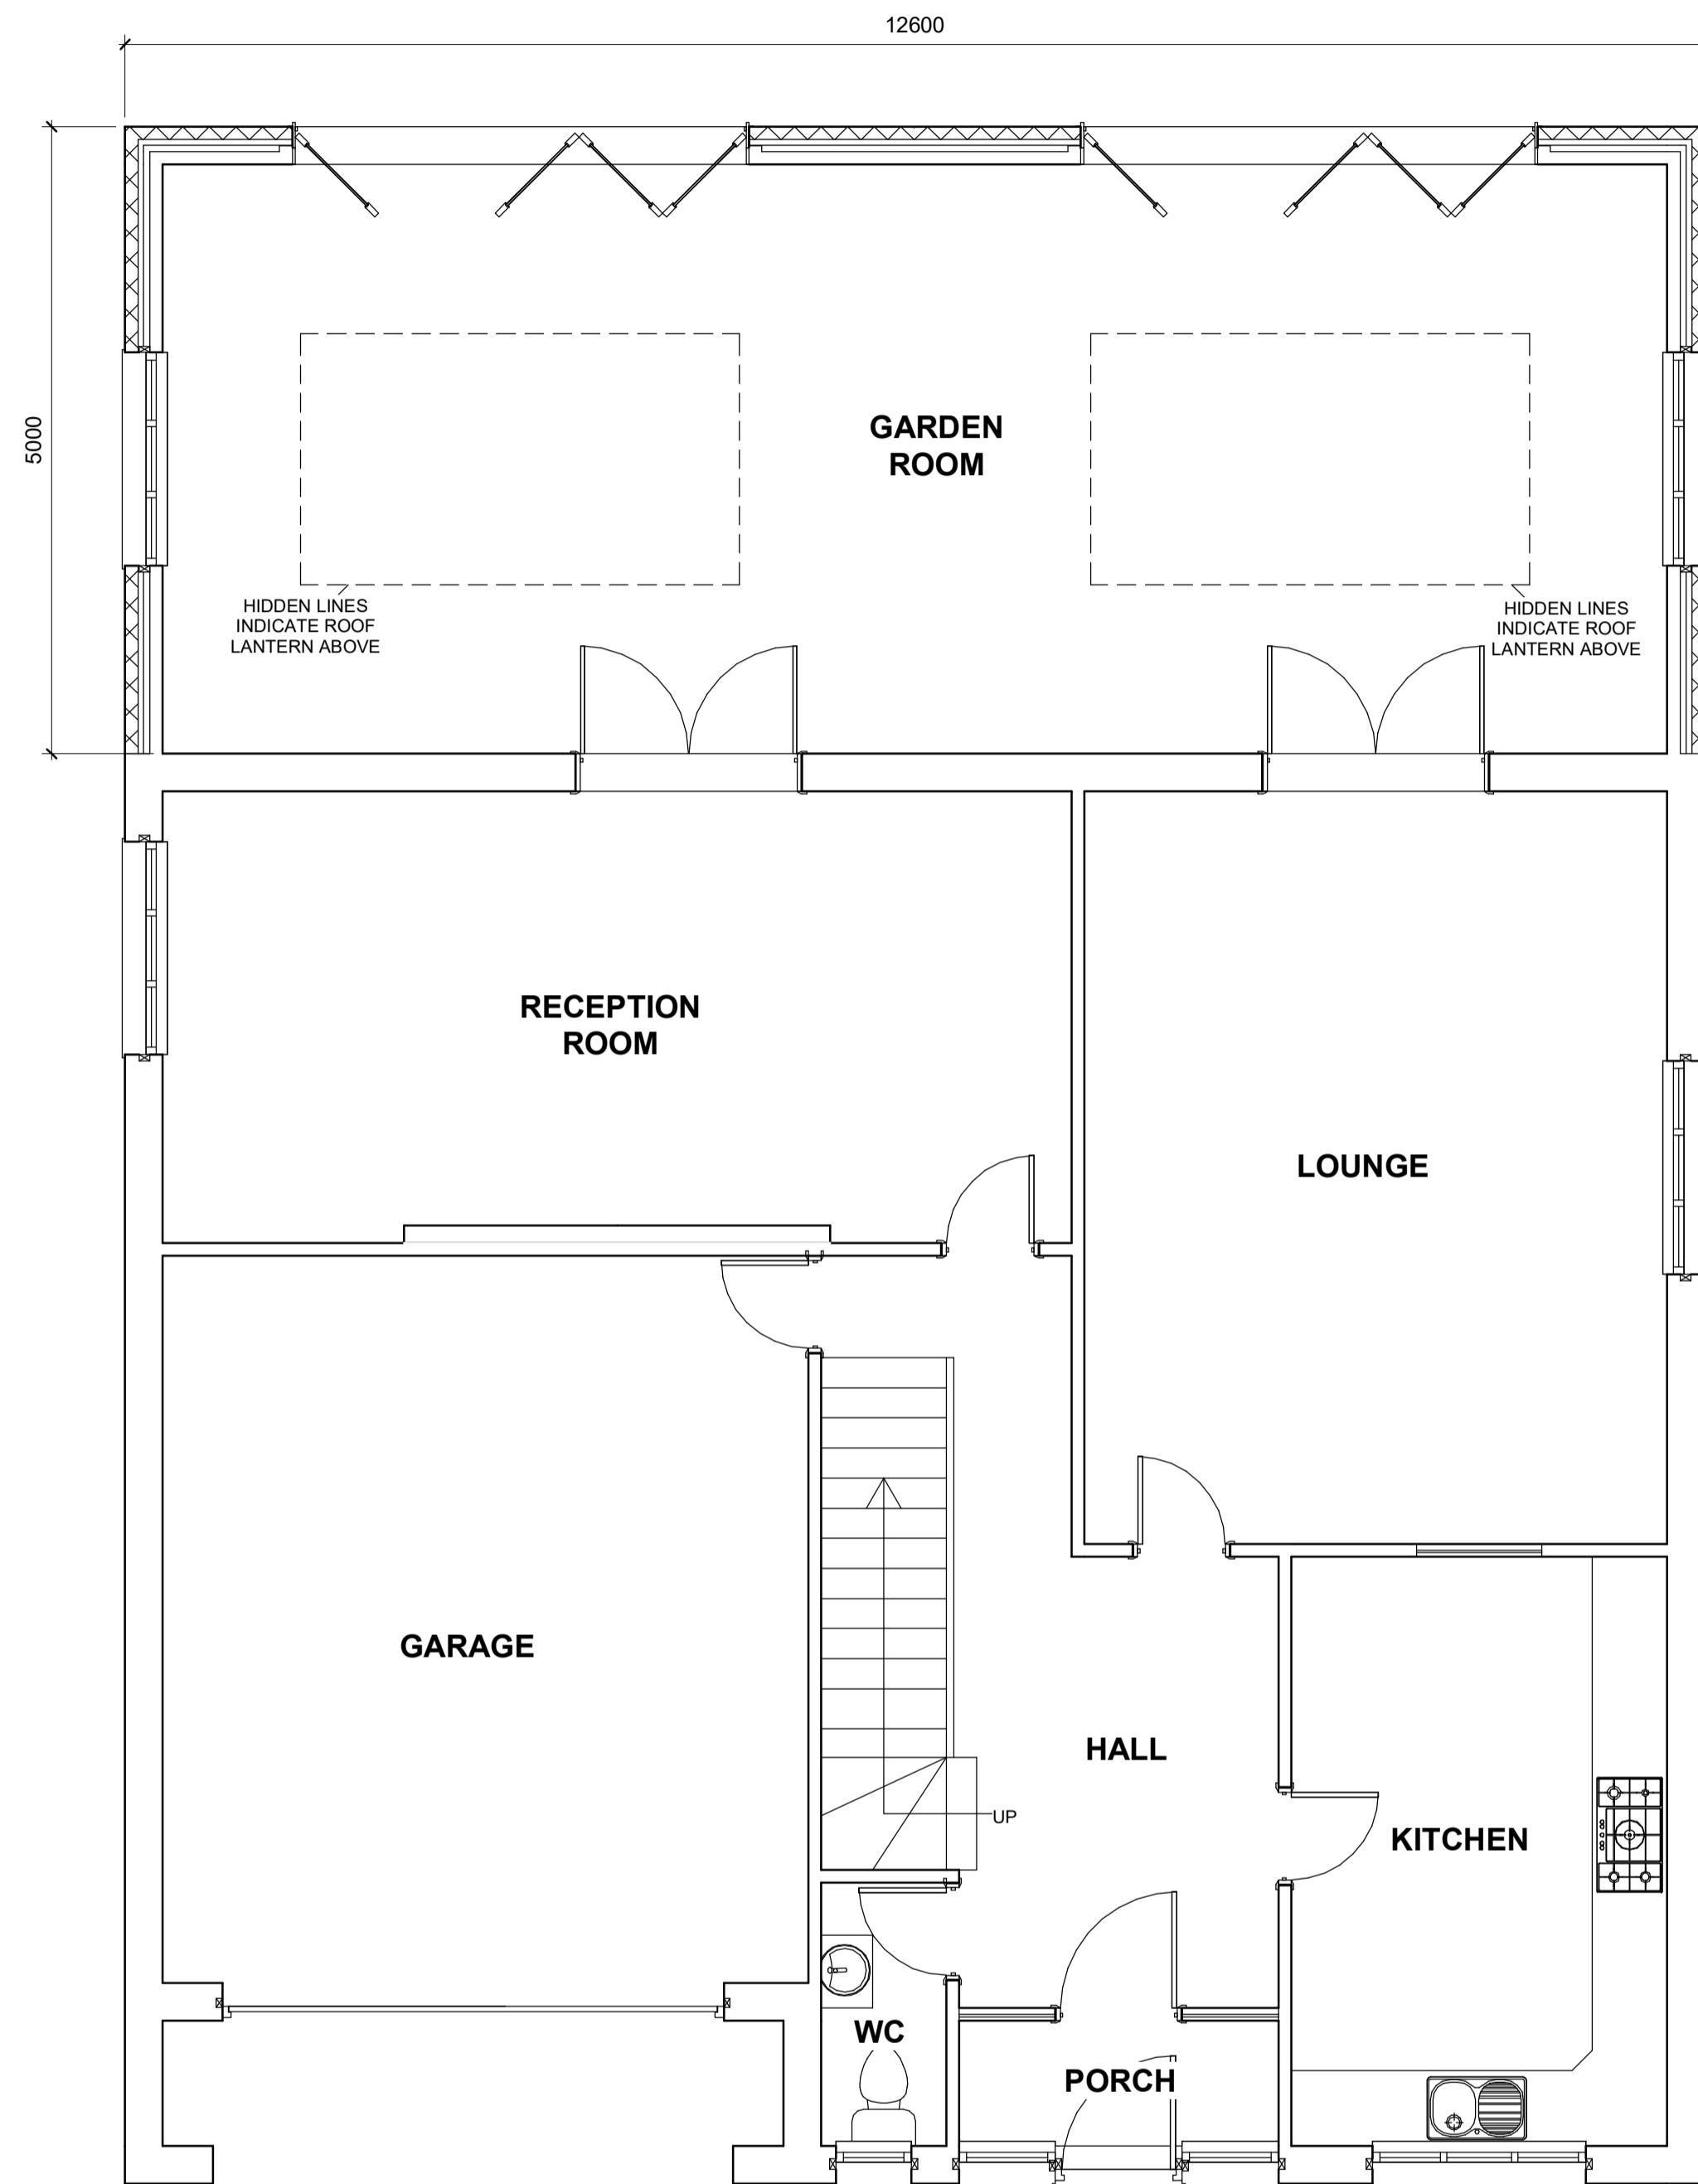 12600
5000
GARDEN
ROOM
HIDDEN LINES
INDICATE ROOF
LANTERN ABOVE
HIDDEN LINES
INDICATE ROOF
LANTERN ABOVE
RECEPTION
ROOM
LOUNGE
GARAGE
HALL
UP
KITCHEN
WC
PORCH